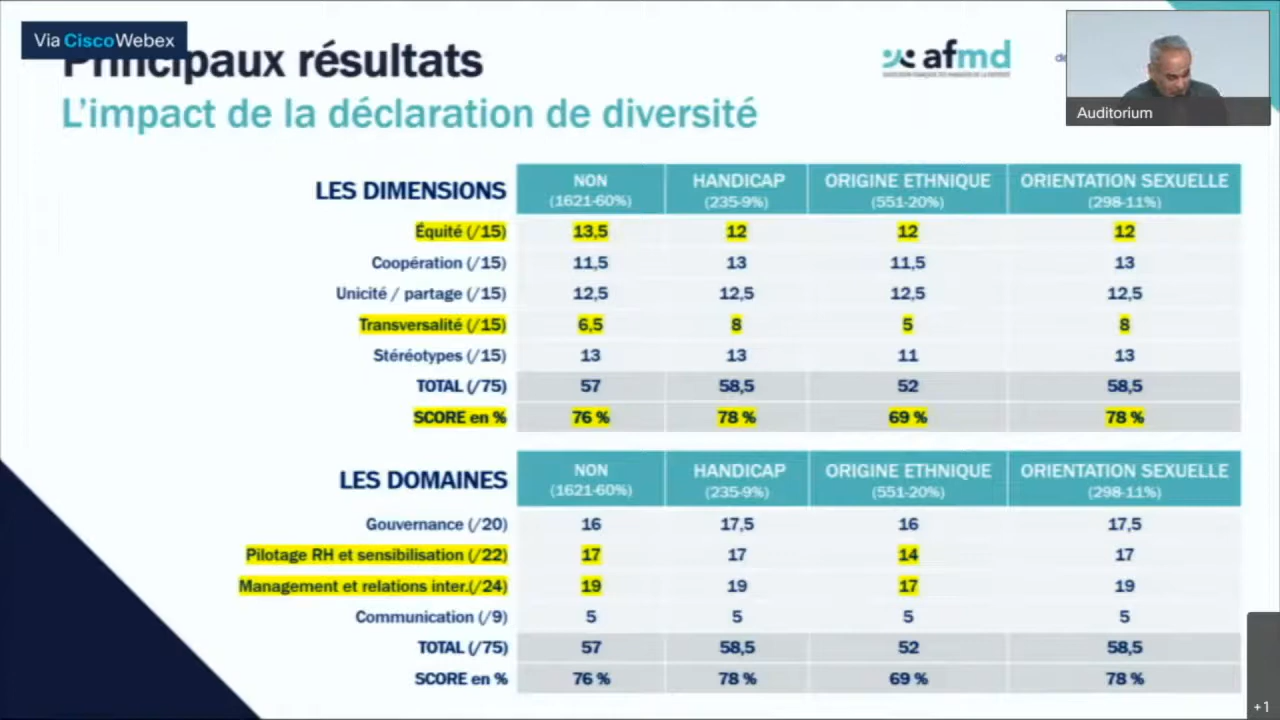 Via CiscoWebex
Principaux résultats
L'impact de la déclaration de diversité
afmd
Auditorium
LES DIMENSIONS NON (1621-60%) HANDICAP (235-9%) ORIGINE ETHNIQUE (551-20%) ORIENTATION SEXUELLE (298-11%)
Équité (/15) 13,5 12 12 12
Coopération (/15) 11,5 13 11,5 13
Unicité / partage (/15) 12,5 12,5 12,5 12,5
Transversalité (/15) 6,5 8 5 8
Stéréotypes (/15) 13 13 11 13
TOTAL (/75) 57 58,5 52 58,5
SCORE en % 76 % 78 % 69 % 78 %
LES DOMAINES NON (1621-60%) HANDICAP (235-9%) ORIGINE ETHNIQUE (551-20%) ORIENTATION SEXUELLE (298-11%)
Gouvernance (/20) 16 17,5 16 17,5
Pilotage RH et sensibilisation (/22) 17 17 14 17
Management et relations inter.(/24) 19 19 17 19
Communication (/9) 5 5 5 5
TOTAL (/75) 57 58,5 52 58,5
SCORE en % 76 % 78 % 69 % 78 %
+1